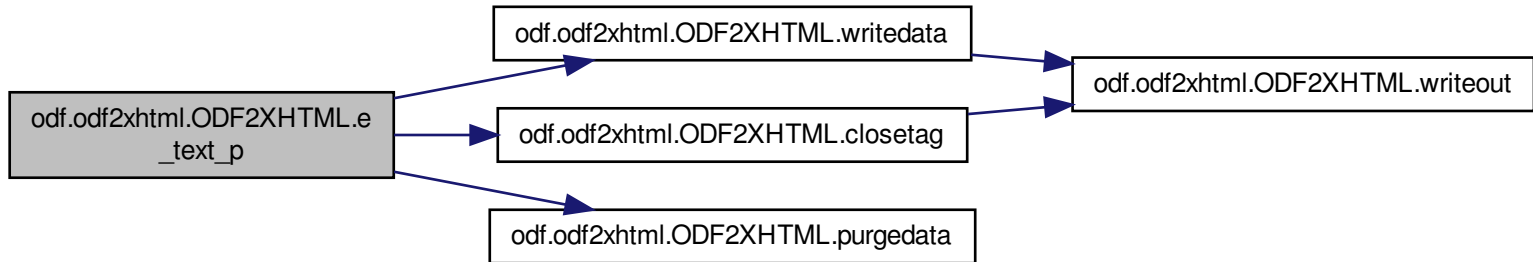 odf.odf2xhtml.ODF2XHTML.e
_text_p
odf.odf2xhtml.ODF2XHTML.writedata
odf.odf2xhtml.ODF2XHTML.closetag
odf.odf2xhtml.ODF2XHTML.purgedata
odf.odf2xhtml.ODF2XHTML.writeout